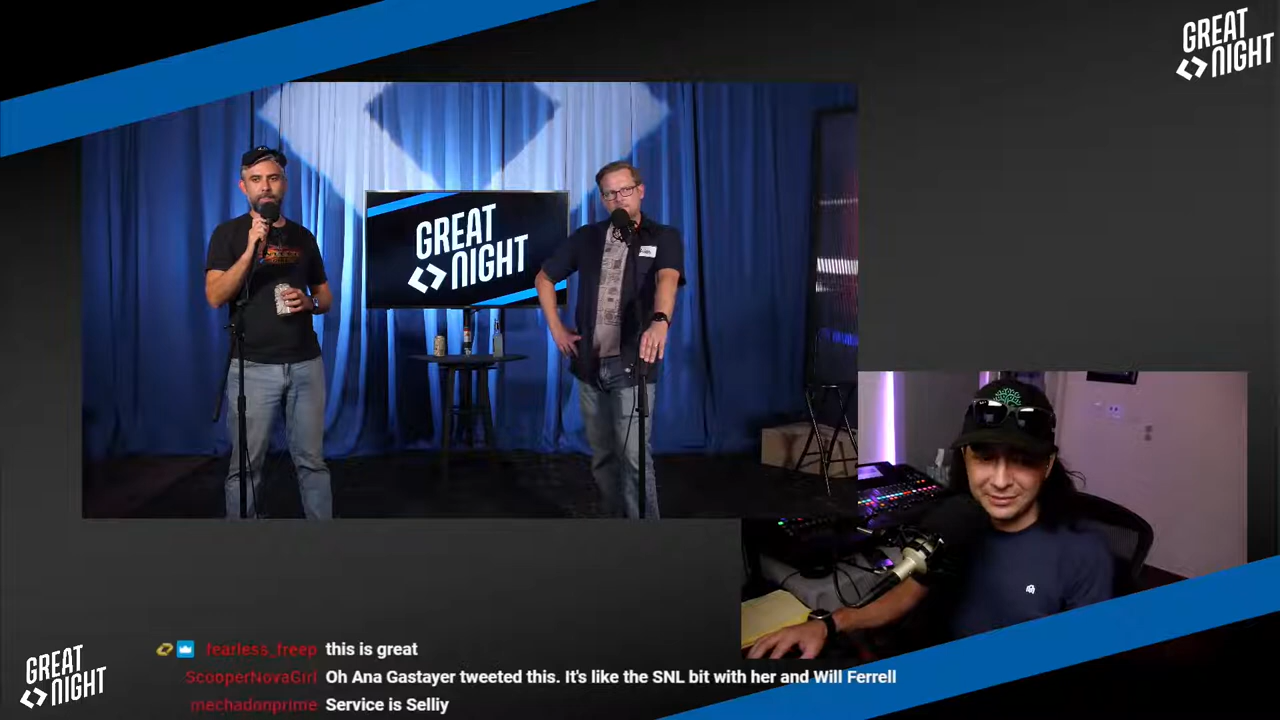 GREAT
NIGHT
GREAT
NIGHT
GREAT
NIGHT
fearless_freep this is great
ScooperNovaGirl Oh Ana Gastayer tweeted this. It's like the SNL bit with her and Will Ferrell
mechadonprime Service is Selliy